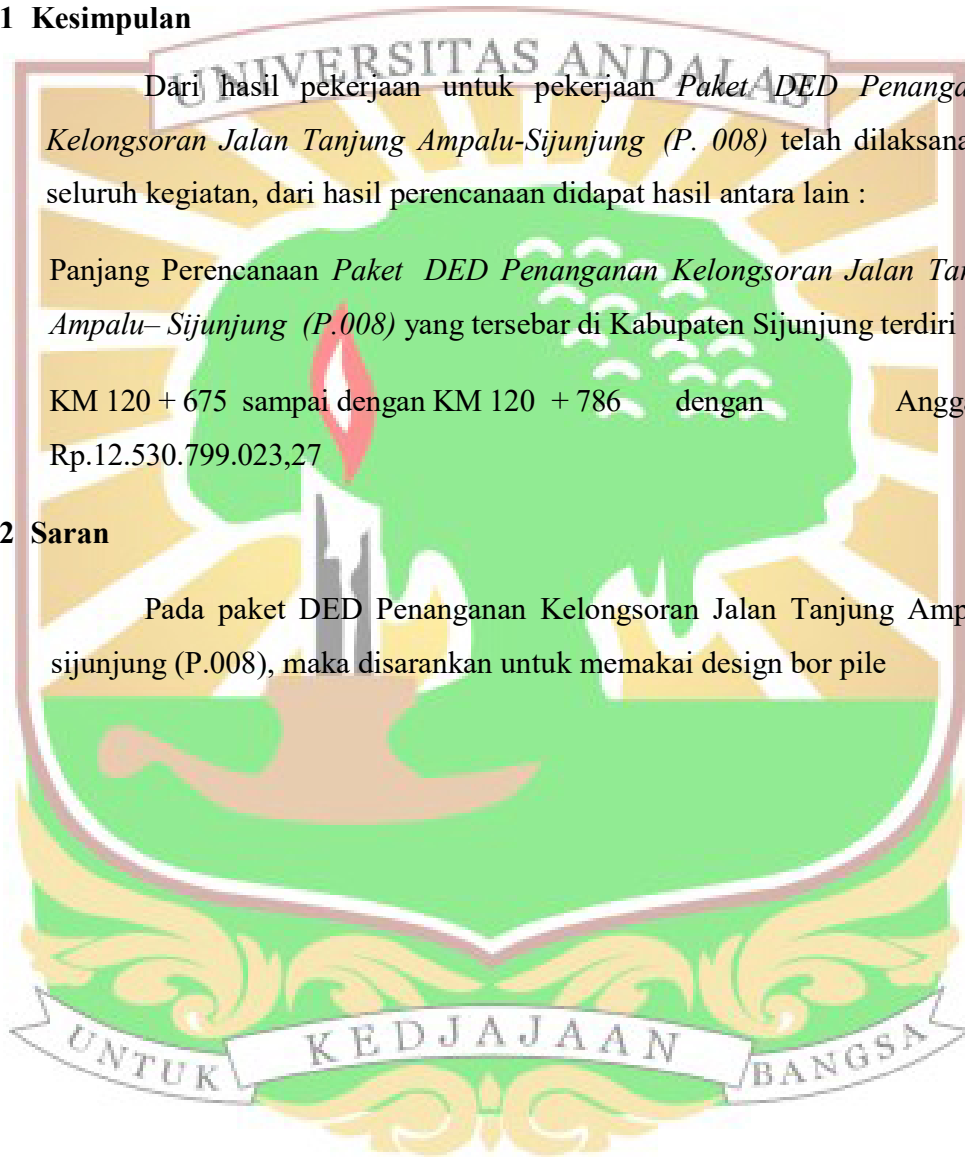 1 Kesimpulan
UNIVERSITAS ANDALAS
Dari hasil pekerjaan untuk pekerjaan Paket DED Penanga
Kelongsoran Jalan Tanjung Ampalu-Sijunjung (P. 008) telah dilaksana
seluruh kegiatan, dari hasil perencanaan didapat hasil antara lain :
Panjang Perencanaan Paket DED Penanganan Kelongsoran Jalan Tan
Ampalu– Sijunjung (P.008) yang tersebar di Kabupaten Sijunjung terdiri
KM 120 + 675 sampai dengan KM 120 + 786 dengan Angga
Rp.12.530.799.023,27
2 Saran
Pada paket DED Penanganan Kelongsoran Jalan Tanjung Amp
sijunjung (P.008), maka disarankan untuk memakai design bor pile
UNTUK KEDJAJAAN BANGSA